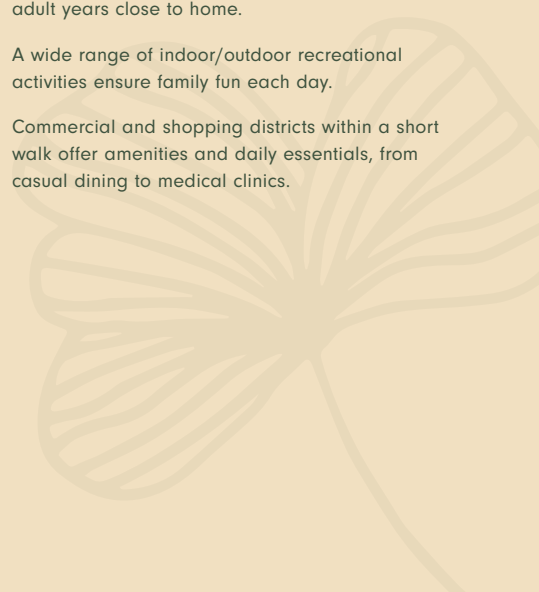 adult years close to home.
A wide range of indoor/outdoor recreational
activities ensure family fun each day.
Commercial and shopping districts within a short
walk offer amenities and daily essentials, from
casual dining to medical clinics.